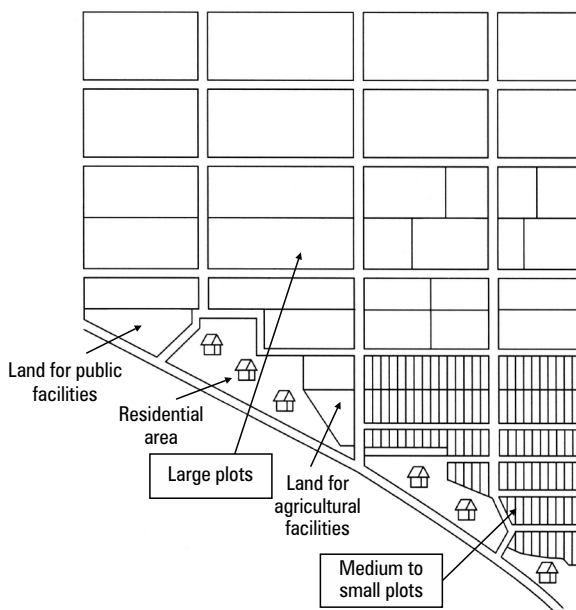 Land for public
facilities
Residential
area
Large plots
Land for
agricultural
facilities
Medium to
small plots